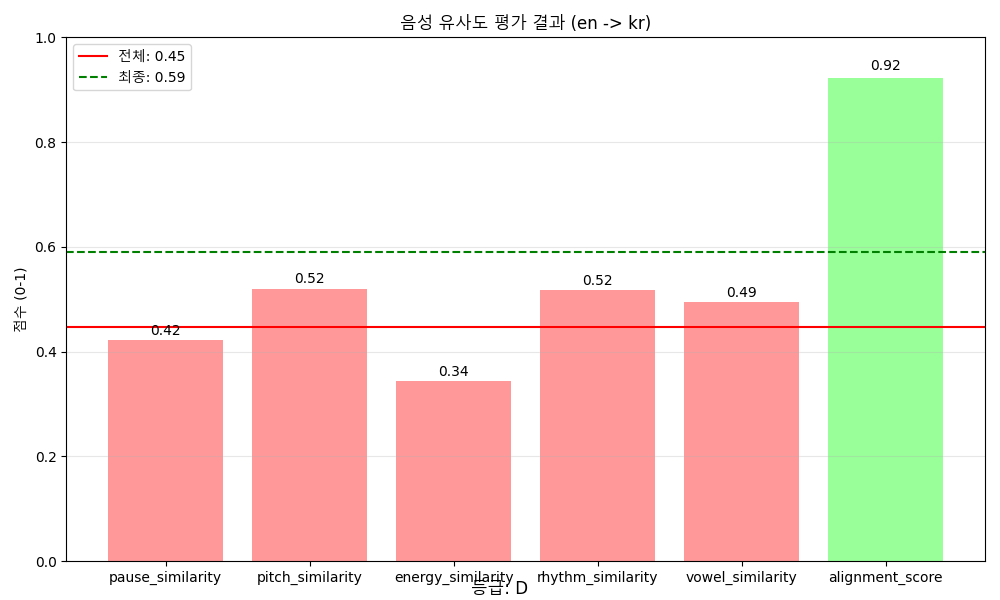 음성 유사도 평가 결과 (en -> kr)
전체: 0.45
최종: 0.59
점수 (0-1)
1.0
0.8
0.6
0.4
0.2
0.0
0.42
0.52
0.34
0.52
0.49
0.92
pause_similarity
pitch_similarity
energy_similarity
rhythm_similarity
vowel_similarity
alignment_score
등급: D